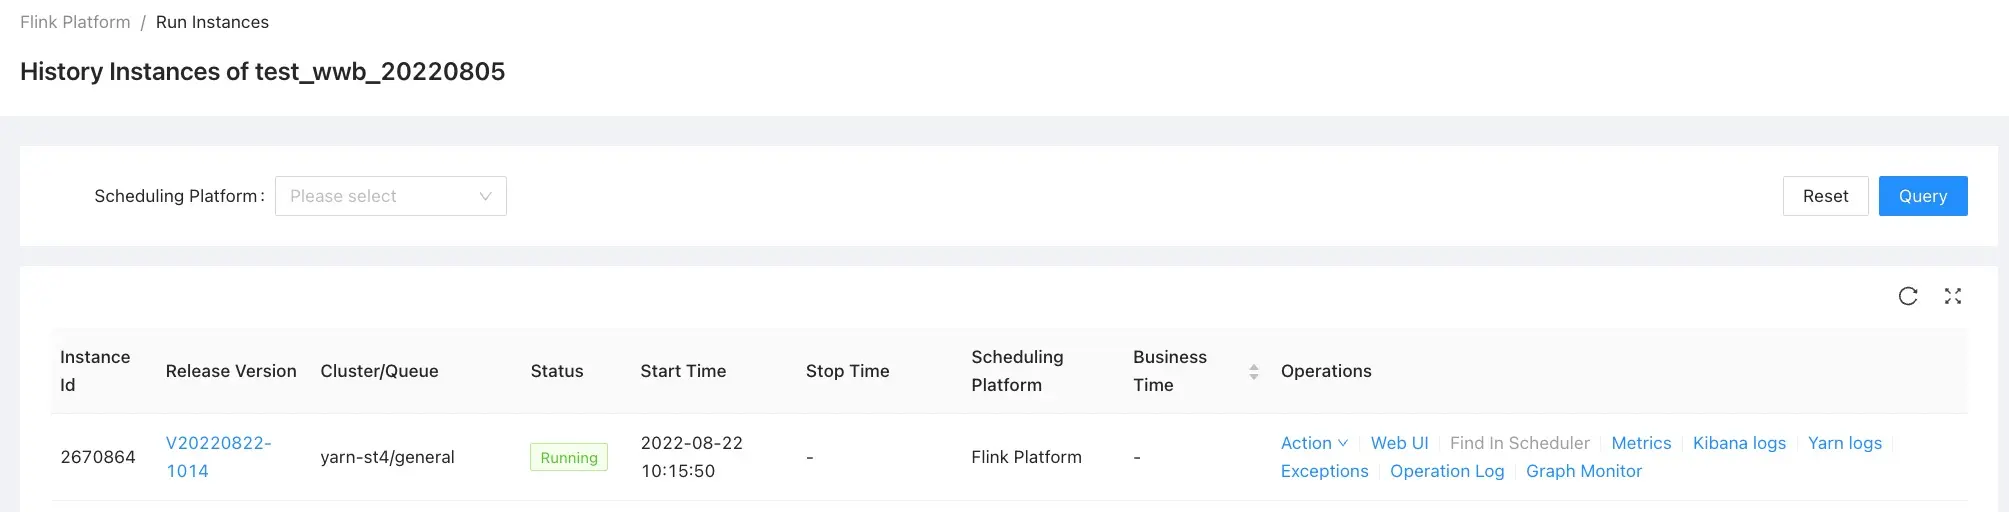 Flink Platform / Run Instances
History Instances of test_wwb_20220805
Scheduling Platform: Please select Reset Query
Instance Id Release Version Cluster/Queue Status Start Time Stop Time Scheduling Platform Business Time Operations
2670864 V20220822-1014 yarn-st4/general Running 2022-08-22 10:15:50 - Flink Platform - Action Web UI Find In Scheduler Metrics Kibana logs Yarn logs
Exceptions Operation Log Graph Monitor